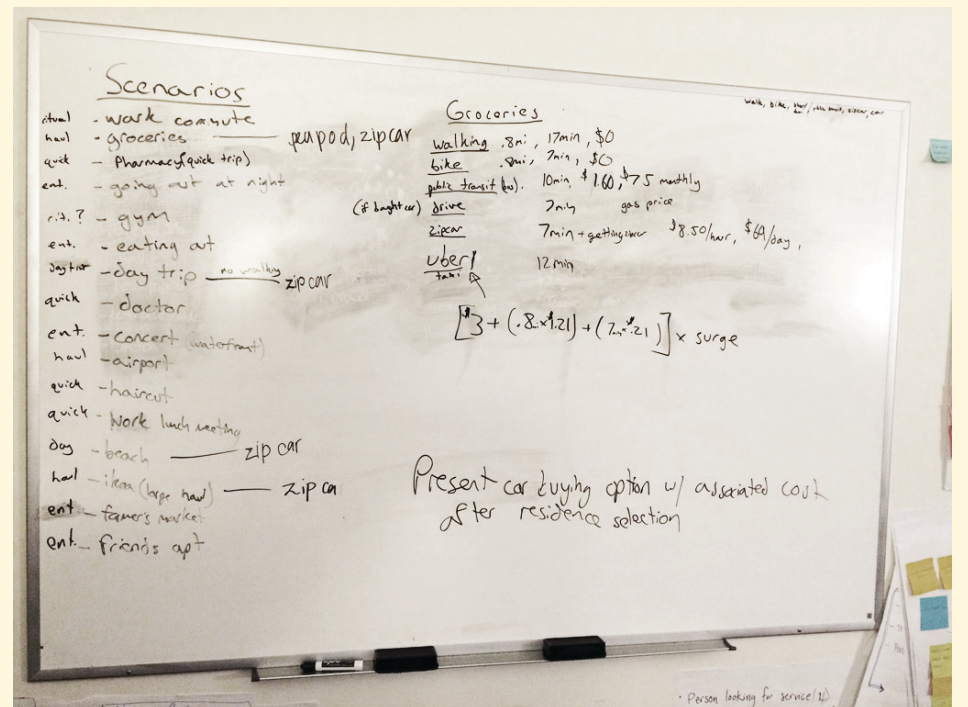 Scenarios
ritual - work commute
haul - groceries peapod, zipcar
quick - Pharmacy (quick trip)
ent. - going out at night
rit.? - gym
ent. - eating out
day trip - day trip no walking zipcar
quick - doctor
ent. - concert (waterfront)
haul - airport
quick - haircut
quick - Work lunch meeting
day - beach zip car
haul - ikea (large haul) zip ca
ent - famer's market
ent - friends apt
walk, bike, public transit, zipcar, car
Groceries
walking .8mi, 17min, $0
bike .8mi, 7min, $0
public transit (bus). 10min, $1.60, $75 monthly
(if bought car) drive 7min gas price
zipcar 7min + getting $8.50/hour, $69/day,
uber/ 12min
taxi
[$3 + (.8 x $1.21) + (7min x $.21)] x surge
Present car buying option w/ associated cost
after residence selection
• Person looking for service